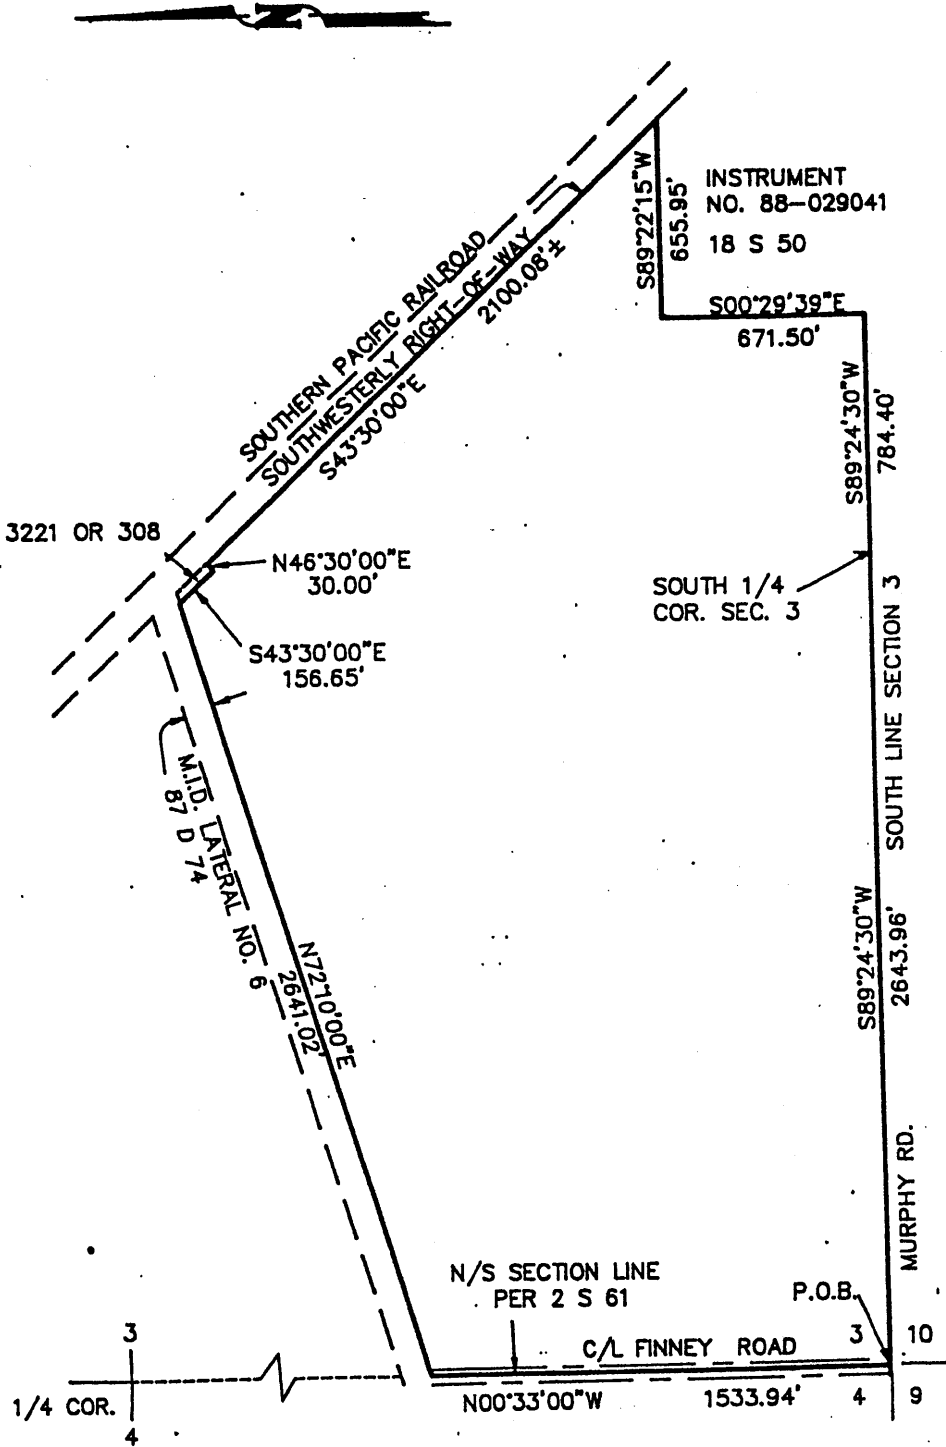 N
INSTRUMENT
NO. 88-029041
18 S 50
S89°22'15"W
655.95'
S00°29'39"E
671.50'
SOUTHERN PACIFIC RAILROAD
SOUTHWESTERLY RIGHT-OF-WAY
2100.08'±
S43°30'00"E
S89°24'30"W
784.40'
3221 OR 308
N46°30'00"E
30.00'
S43°30'00"E
156.65'
SOUTH 1/4
COR. SEC. 3
SOUTH LINE SECTION 3
M.I.D. LATERAL NO. 6
87 D 74
N72°10'00"E
2641.02'
S89°24'30"W
2643.96'
MURPHY RD.
N/S SECTION LINE
PER 2 S 61
P.O.B.
C/L FINNEY ROAD
3
10
N00°33'00"W
1533.94'
4
9
3
1/4 COR.
4